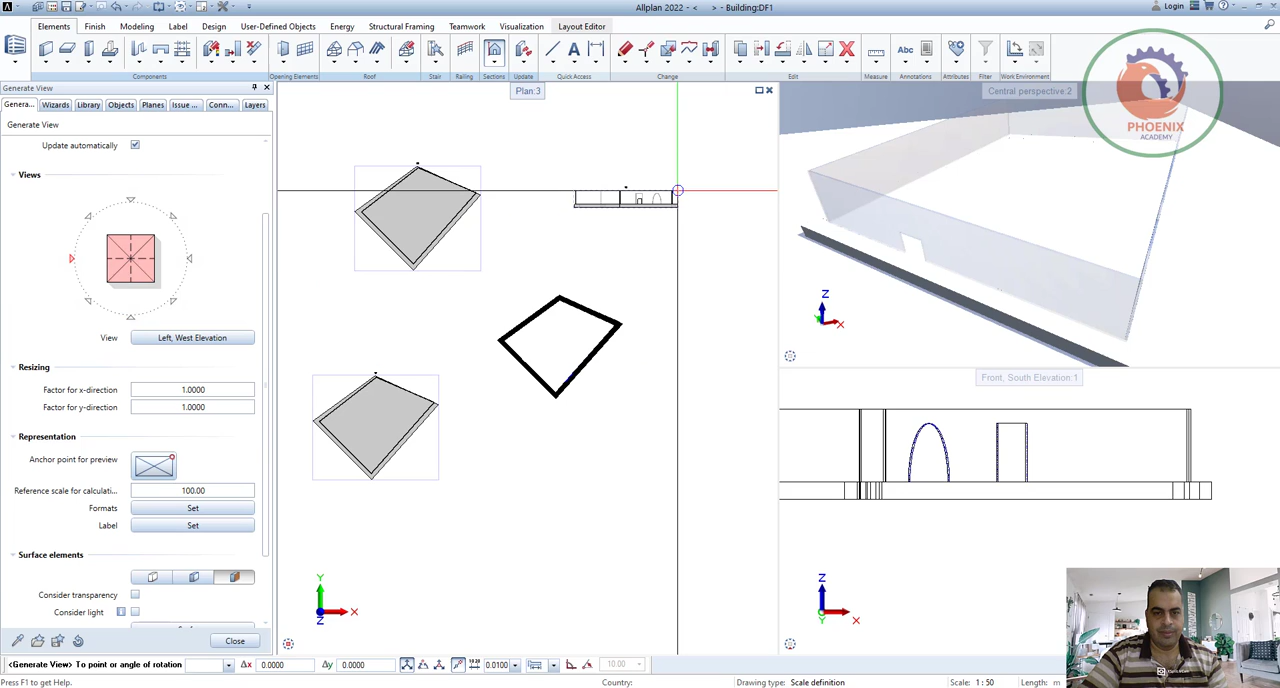 Allplan 2022 - < > - Building:DF1
Login
Elements Finish Modeling Label Design User-Defined Objects Energy Structural Framing Teamwork Visualization Layout Editor
Abc
Components Opening Elements Roof Stair Railing Sections Update Quick Access Change Edit Measure Annotations Attributes Filter Work Environment
Generate View
Genera... Wizards Library Objects Planes Issue ... Conn... Layers
Generate View
Update automatically
Views
View Left, West Elevation
Resizing
Factor for x-direction 1.0000
Factor for y-direction 1.0000
Representation
Anchor point for preview
Reference scale for calculati... 100.00
Formats Set
Label Set
Surface elements
Consider transparency
Consider light
Close
Plan:3
Y
X
Z
Central perspective:2
PHOENIX
ACADEMY
Z
X
Front, South Elevation:1
Z
X
Y
<Generate View> To point or angle of rotation Δx 0.0000 Δy 0.0000 0.0100 10.00
Press F1 to get Help. Country: Drawing type: Scale definition Scale: 1 : 50 Length: m